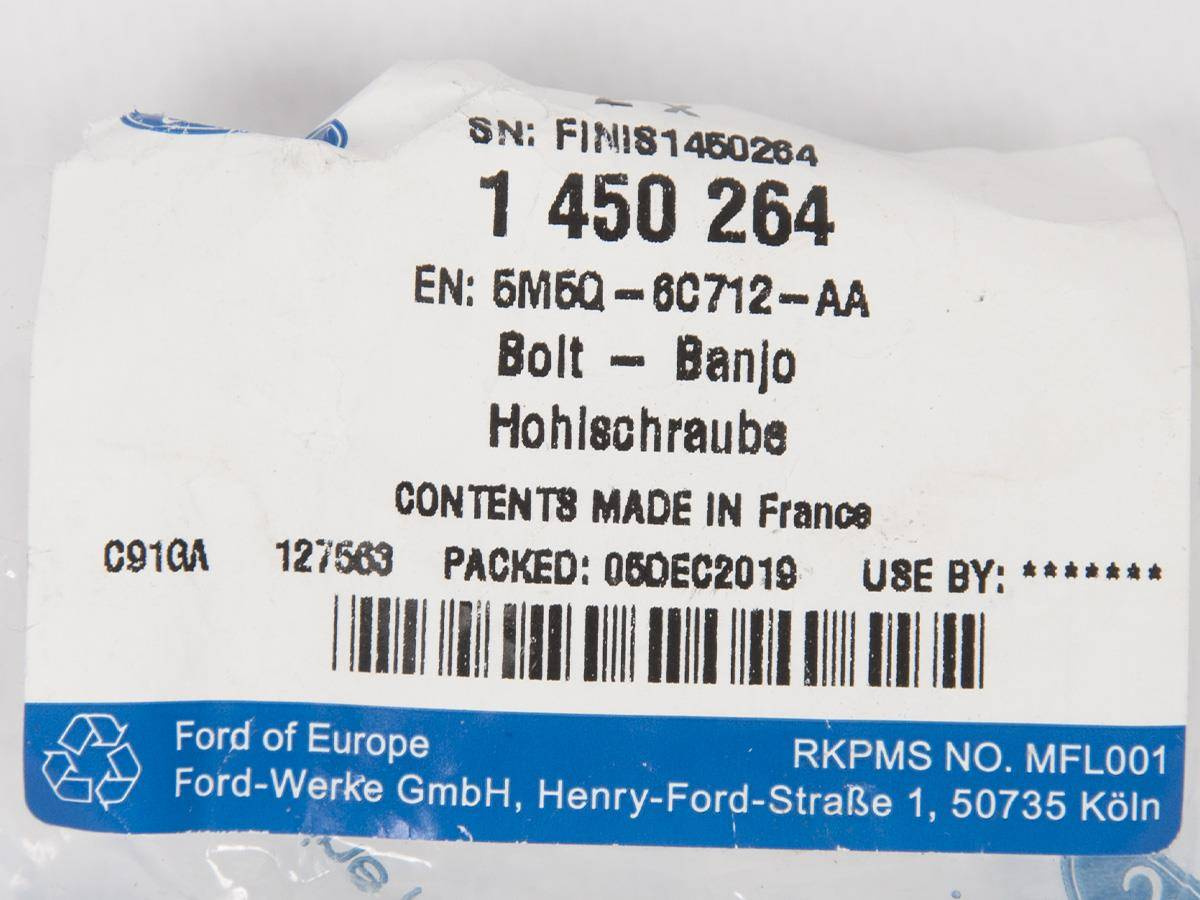 SN: FINIS1450264
1 450 264
EN: 5M5Q-6C712-AA
Bolt - Banjo
Hohlschraube
CONTENTS MADE IN France
C91GA 127563 PACKED: 05DEC2019 USE BY: *******
Ford of Europe RKPMS NO. MFL001
Ford-Werke GmbH, Henry-Ford-Straße 1, 50735 Köln